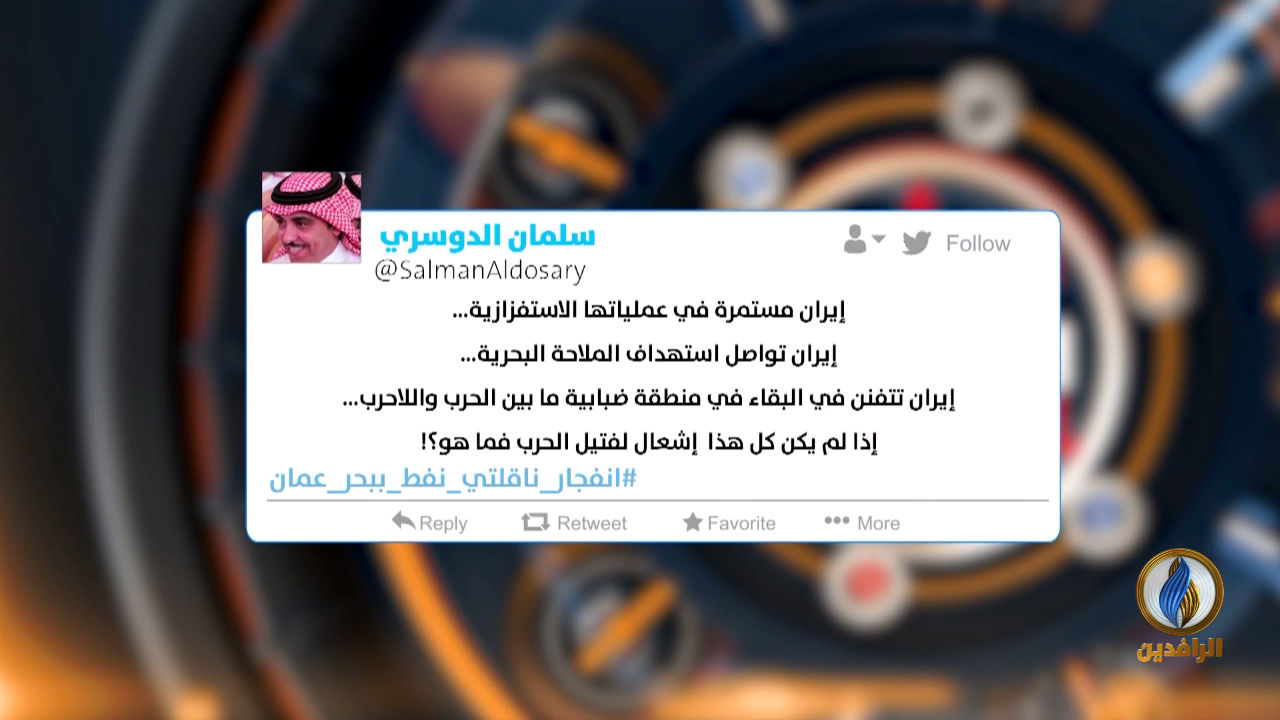 سلمان الدوسري
@SalmanAldosary
Follow
إيران مستمرة في عملياتها الاستفزازية...
إيران تواصل استهداف الملاحة البحرية...
إيران تتفنن في البقاء في منطقة ضبابية ما بين الحرب واللاحرب...
إذا لم يكن كل هذا إشعال لفتيل الحرب فما هو؟!
#انفجار_ناقلتي_نفط_ببحر_عمان
Reply Retweet Favorite More
الرافدين